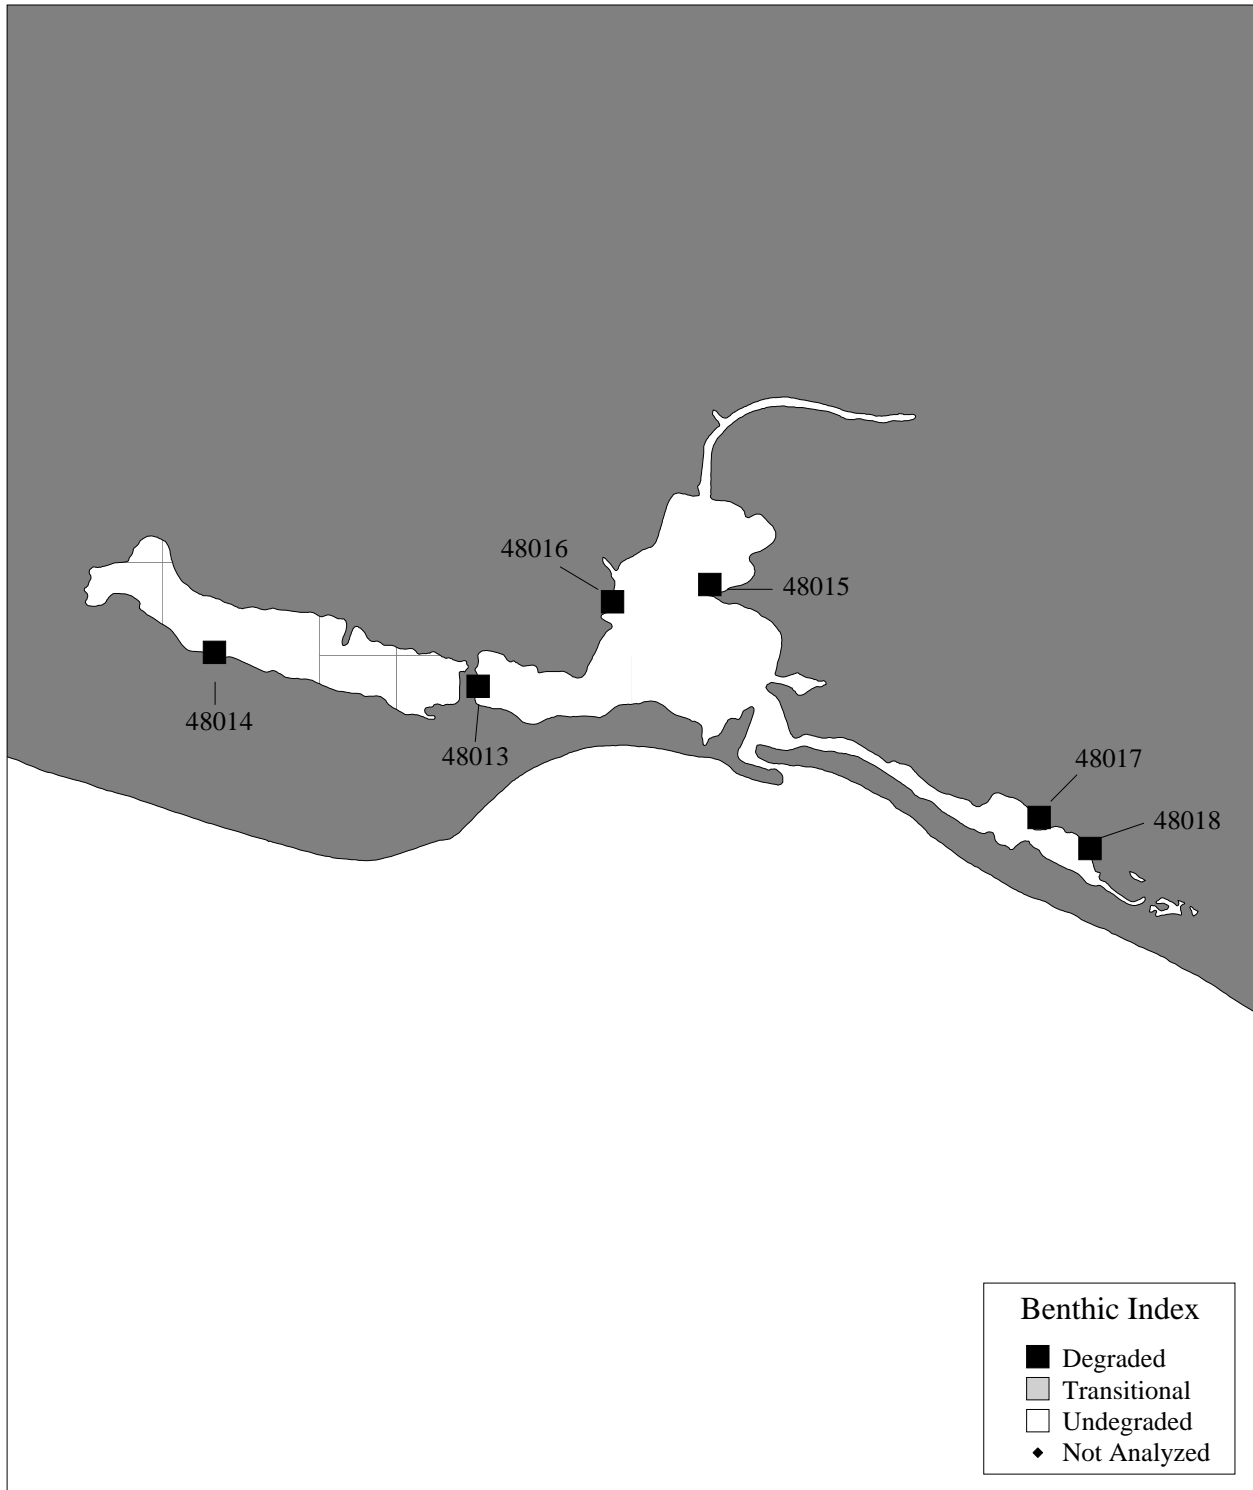 48016
48015
48014
48013
48017
48018
Benthic Index
Degraded
Transitional
Undegraded
Not Analyzed